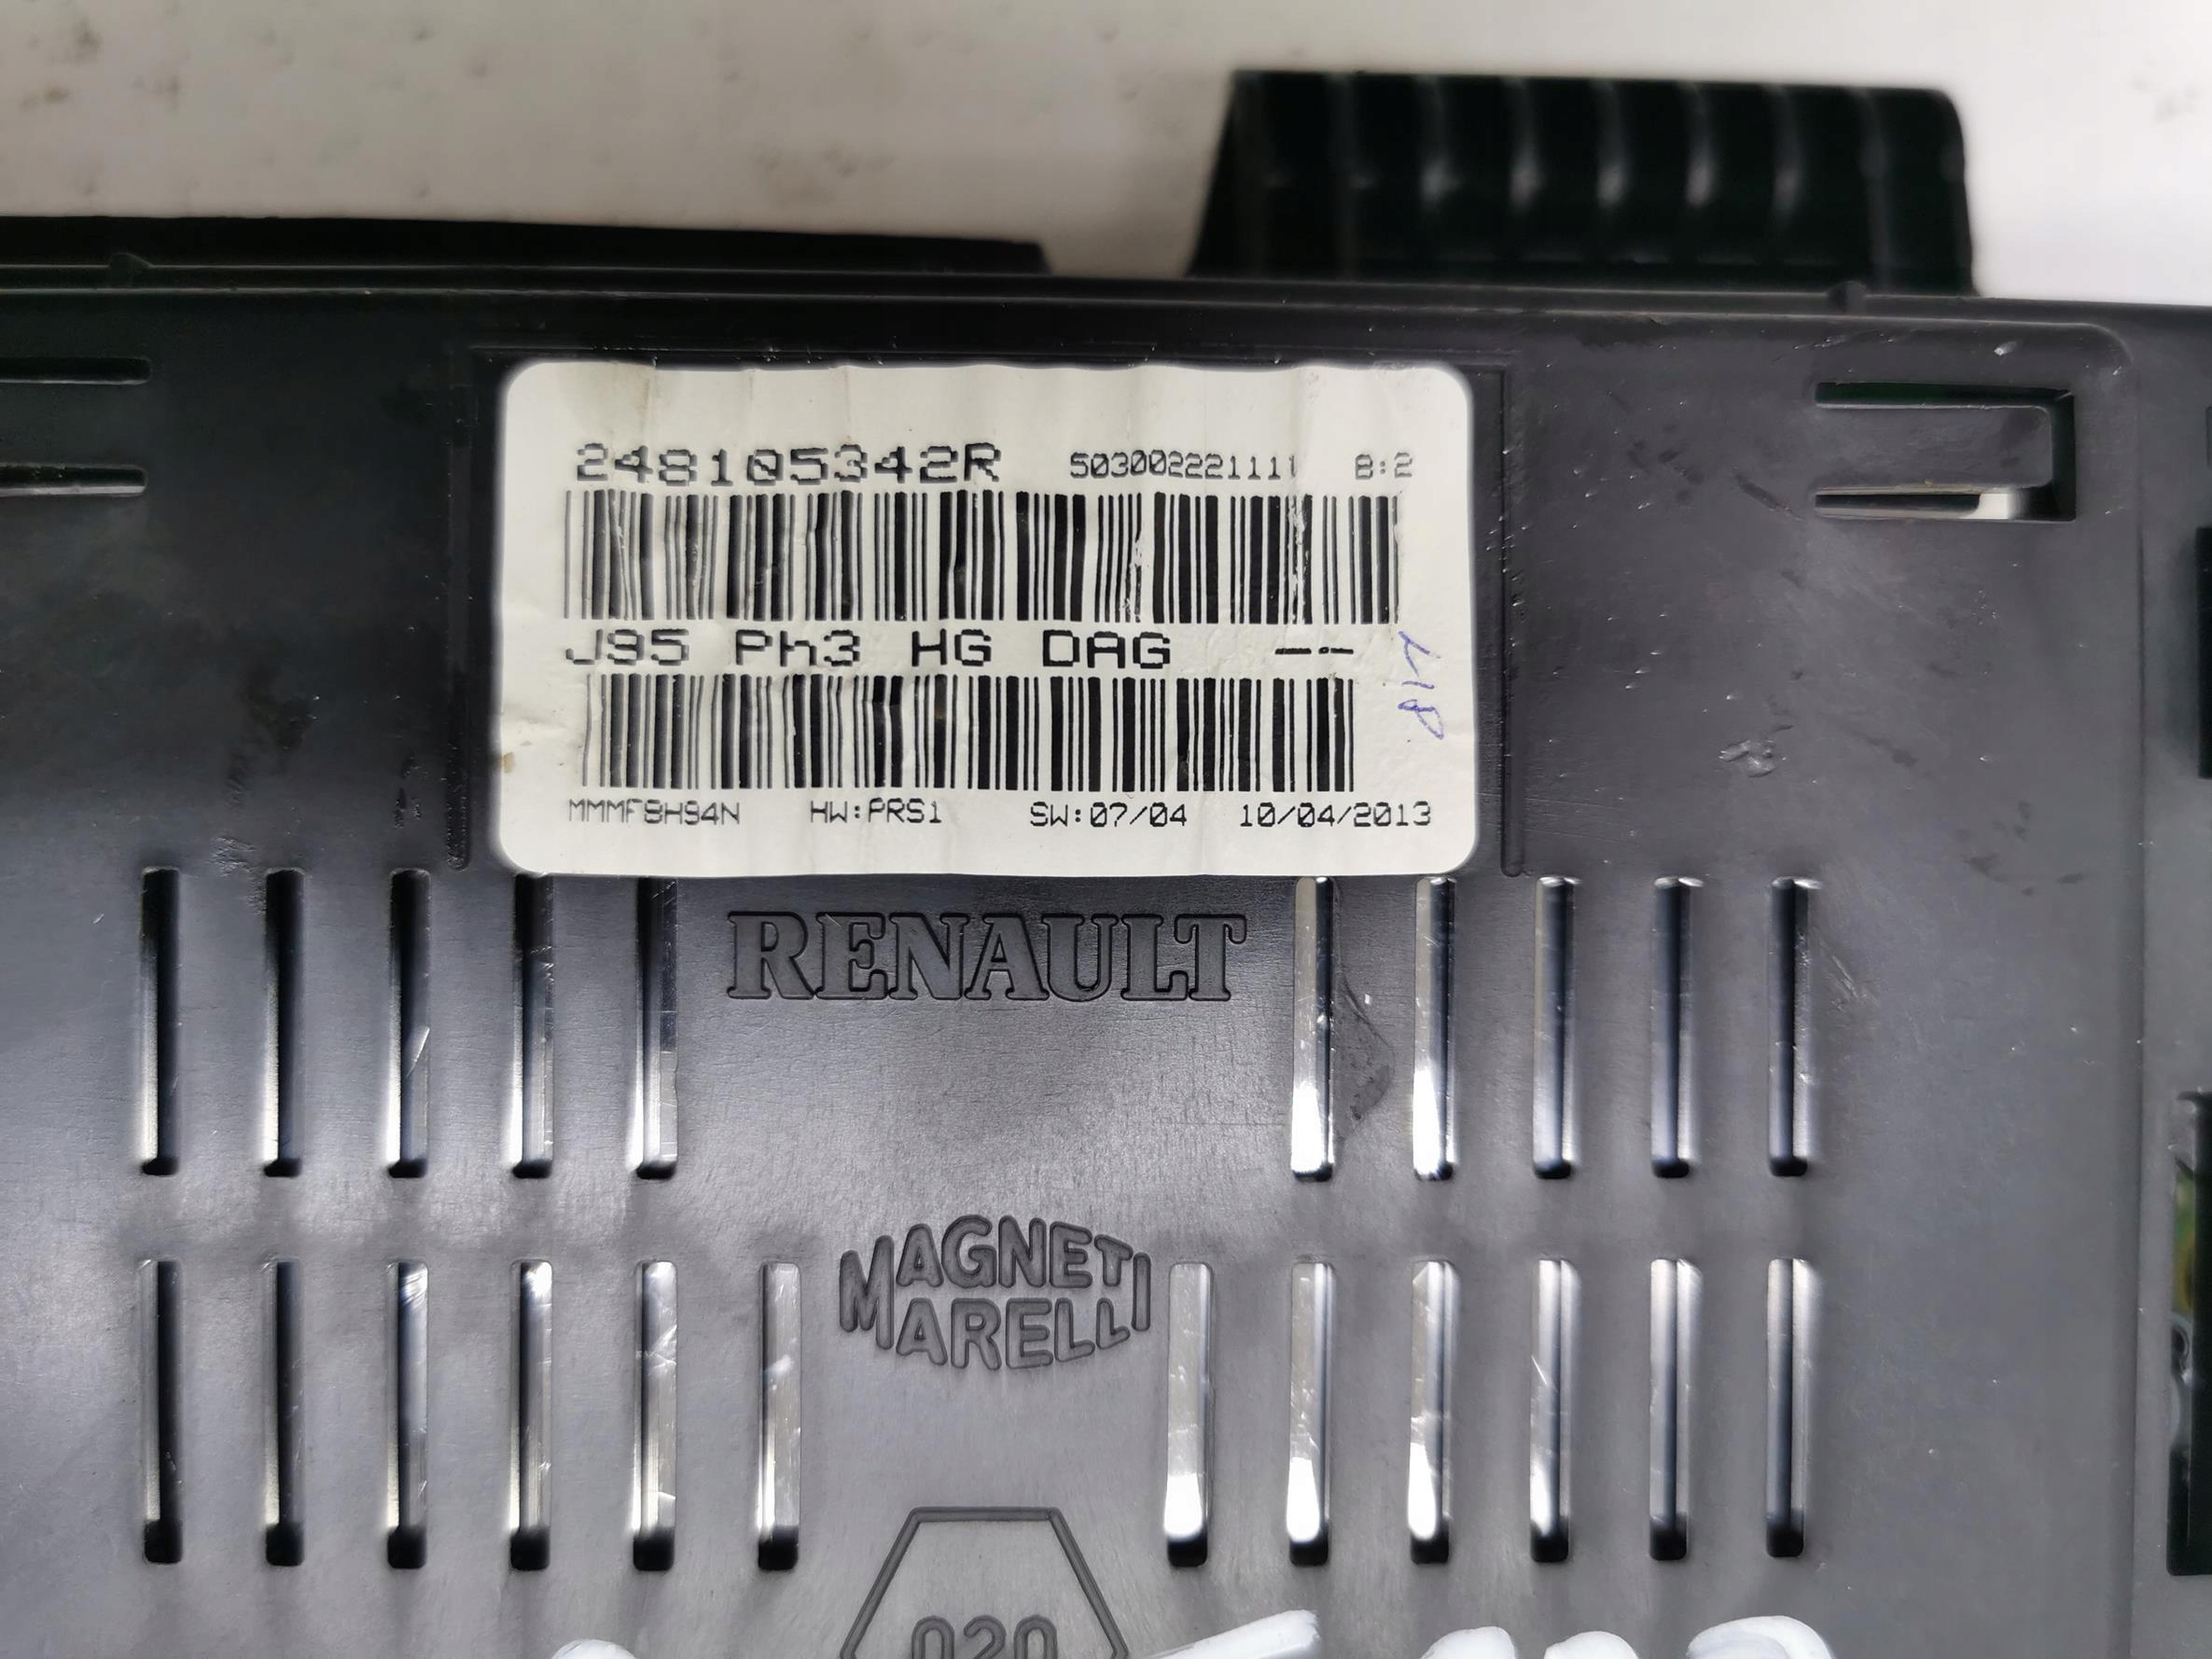 248105342R 503002221111 B:2
J95 Ph3 HG DAG ---
MMMF8H94N HW:PRS1 SW:07/04 10/04/2013
RENAULT
MAGNETI
MARELLI
020